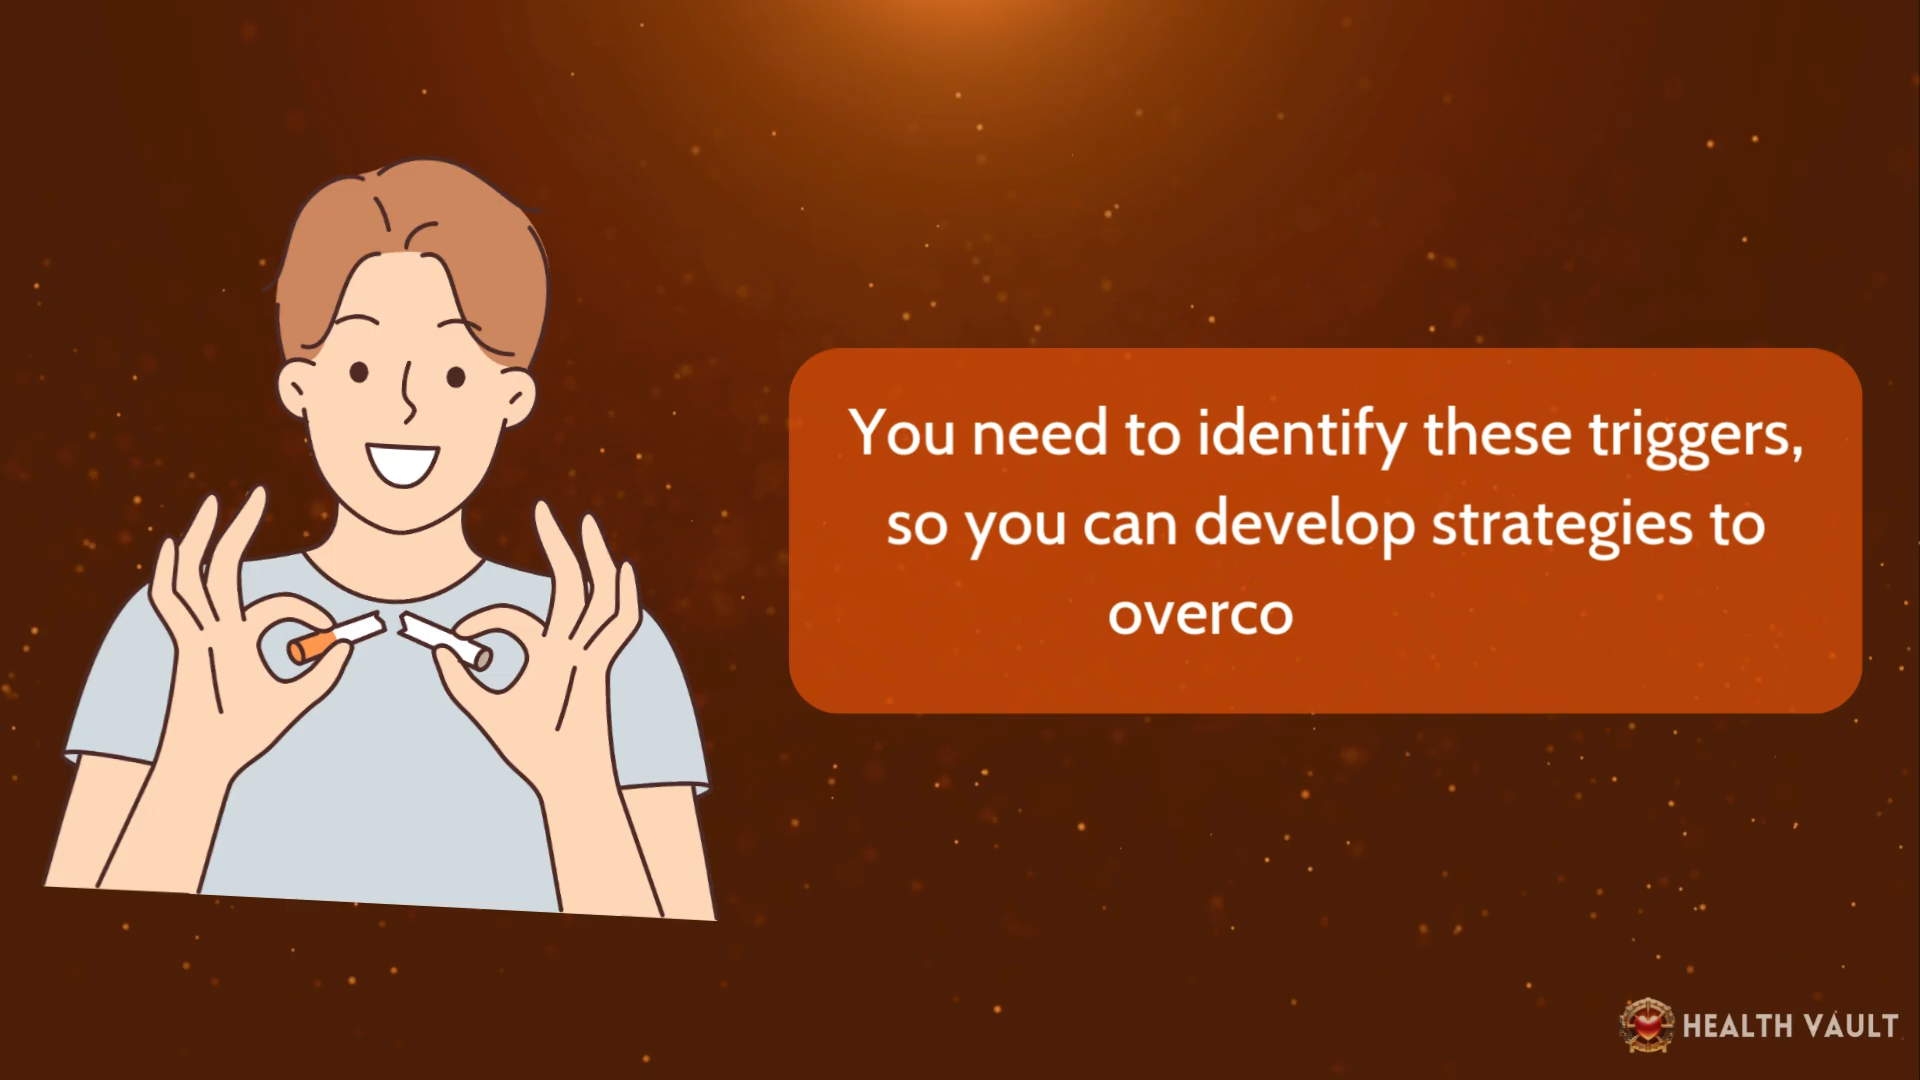 You need to identify these triggers,
so you can develop strategies to
overco
HEALTH VAULT